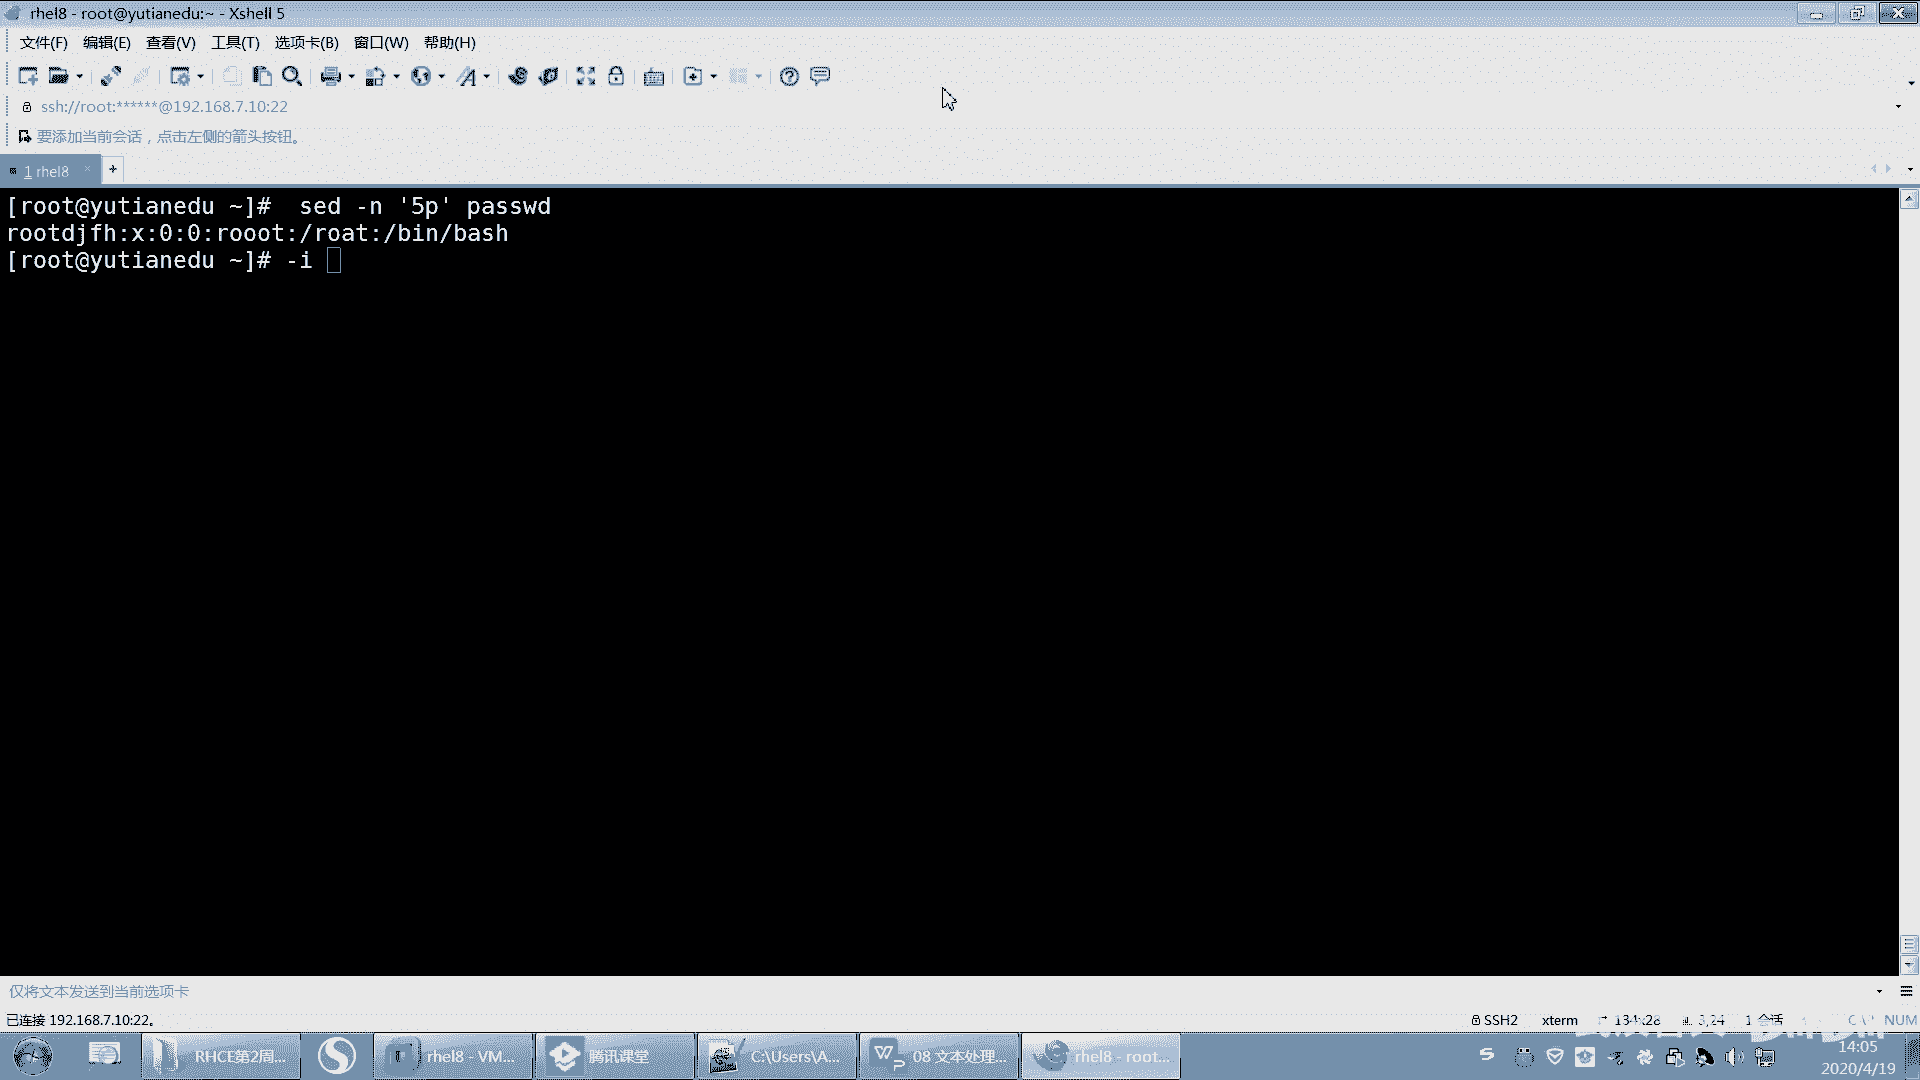 rhel8 - root@yutianedu:~ - Xshell 5
文件(F) 编辑(E) 查看(V) 工具(T) 选项卡(B) 窗口(W) 帮助(H)
ssh://root:******@192.168.7.10:22
要添加当前会话，点击左侧的箭头按钮。
1 rhel8
[root@yutianedu ~]#  sed -n '5p' passwd
rootdjfh:x:0:0:rooot:/roat:/bin/bash
[root@yutianedu ~]# -i
仅将文本发送到当前选项卡
已连接 192.168.7.10:22。 SSH2 xterm 134x28 3,24 1 会话 NUM
RHCE第2周... rhel8 - VM... 腾讯课堂 C:\Users\A... 08 文本处理... rhel8 - root... 14:05
2020/4/19